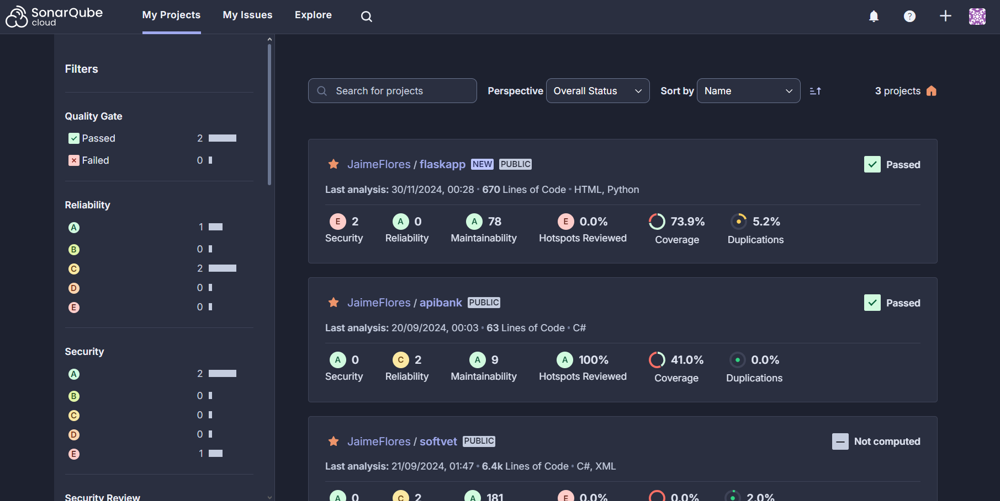 SonarQube cloud My Projects My Issues Explore ?
Filters
Quality Gate
Passed 2
Failed 0
Reliability
A 1
B 0
C 2
D 0
E 0
Security
A 2
B 0
C 0
D 0
E 1
Security Review
Search for projects Perspective Overall Status Sort by Name 3 projects
JaimeFlores / flaskapp NEW PUBLIC Passed
Last analysis: 30/11/2024, 00:28 • 670 Lines of Code • HTML, Python
E 2 A 0 A 78 E 0.0% 73.9% 5.2%
Security Reliability Maintainability Hotspots Reviewed Coverage Duplications
JaimeFlores / apibank PUBLIC Passed
Last analysis: 20/09/2024, 00:03 • 63 Lines of Code • C#
A 0 C 2 A 9 A 100% 41.0% 0.0%
Security Reliability Maintainability Hotspots Reviewed Coverage Duplications
JaimeFlores / softvet PUBLIC Not computed
Last analysis: 21/09/2024, 01:47 • 6.4k Lines of Code • C#, XML
A 0 C 2 A 181 E 0.0% 0.0% 2.0%